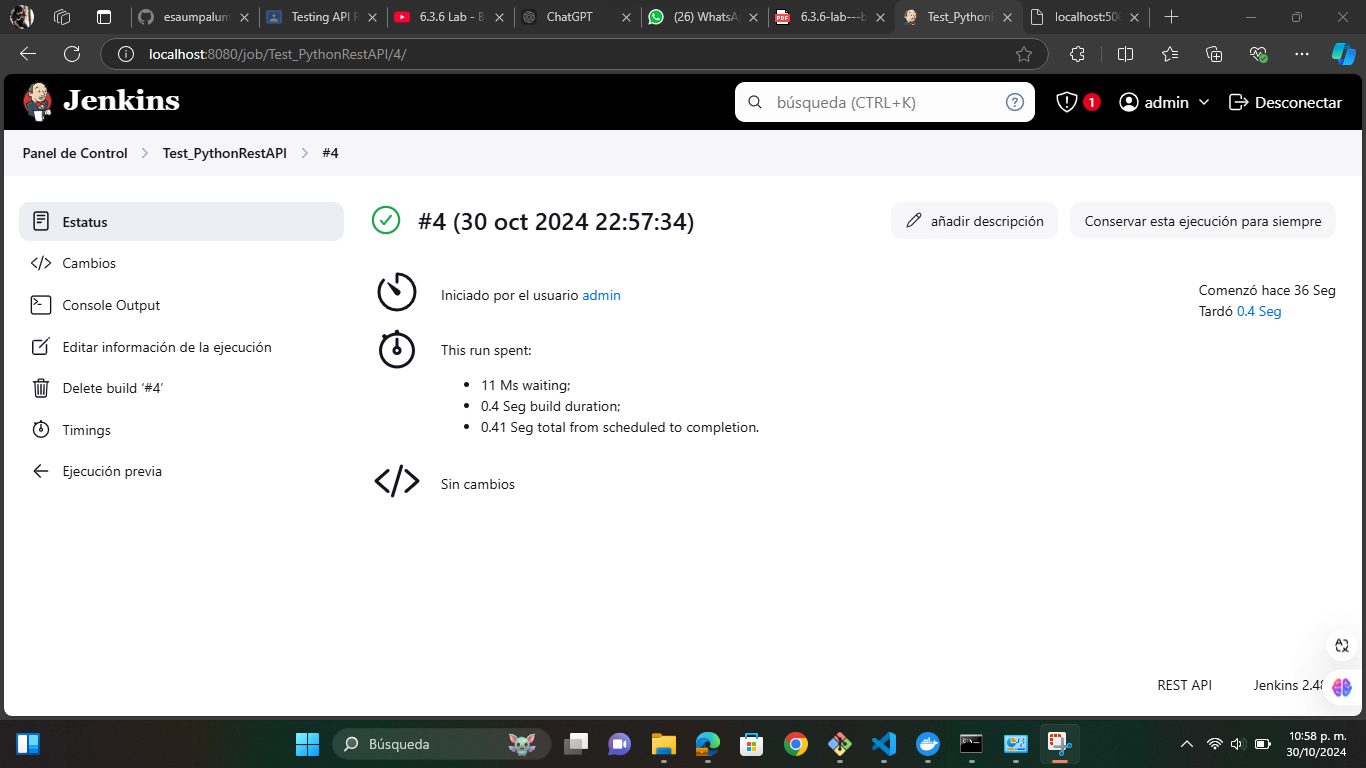 esaumpalum
Testing API R
6.3.6 Lab - B
ChatGPT
(26) WhatsA
6.3.6-lab---b
Test_Python
localhost:500
localhost:8080/job/Test_PythonRestAPI/4/
Jenkins
búsqueda (CTRL+K)
1
admin
Desconectar
Panel de Control
Test_PythonRestAPI
#4
Estatus
Cambios
Console Output
Editar información de la ejecución
Delete build ‘#4’
Timings
Ejecución previa
#4 (30 oct 2024 22:57:34)
añadir descripción
Conservar esta ejecución para siempre
Iniciado por el usuario admin
Comenzó hace 36 Seg
Tardó 0.4 Seg
This run spent:
11 Ms waiting;
0.4 Seg build duration;
0.41 Seg total from scheduled to completion.
Sin cambios
REST API
Jenkins 2.48
Búsqueda
10:58 p. m.
30/10/2024